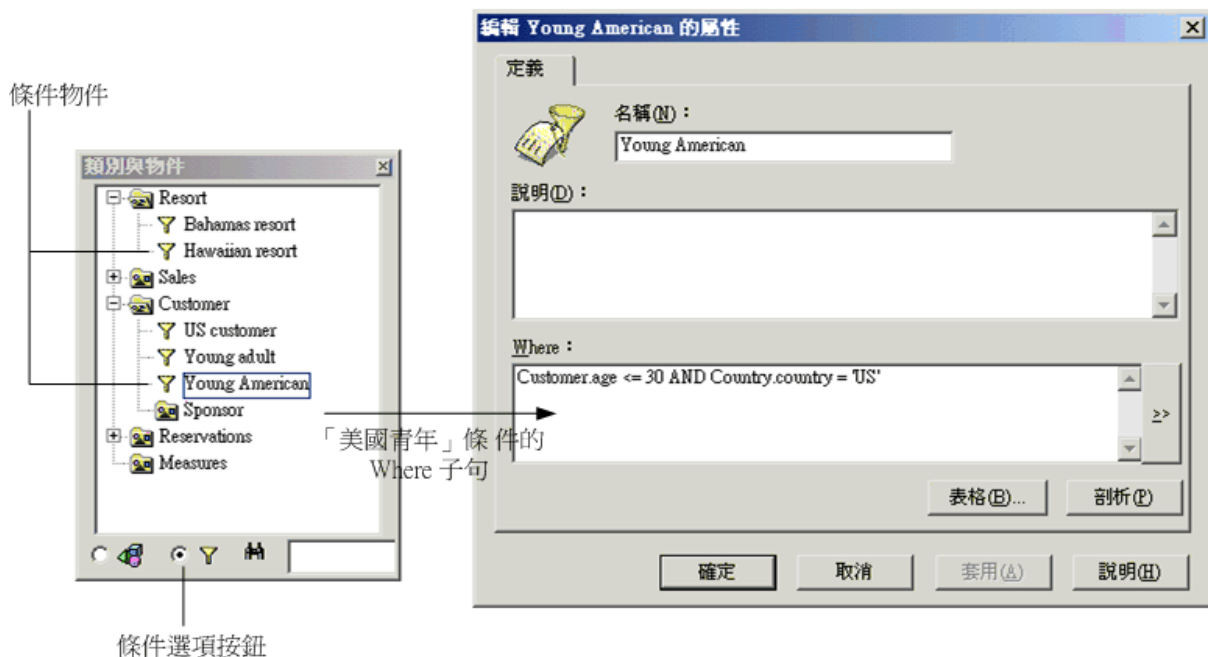 條件物件
類別與物件
Resort
Bahamas resort
Hawaiian resort
Sales
Customer
US customer
Young adult
Young American
Sponsor
Reservations
Measures
條件選項按鈕
「美國青年」條件的
Where 子句
編輯 Young American 的屬性
定義
名稱(N)：
Young American
說明(D)：
Where：
Customer.age <= 30 AND Country.country = 'US'
>>
表格(B)...
剖析(P)
確定
取消
套用(A)
說明(H)